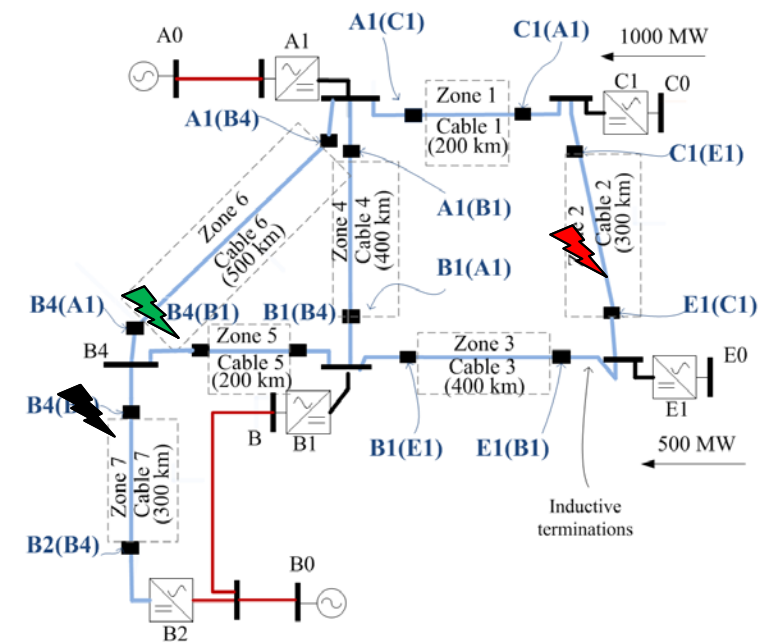 A0
A1
A1(C1)
C1(A1)
1000 MW
C1
C0
Zone 1
Cable 1
(200 km)
A1(B4)
C1(E1)
A1(B1)
Zone 6
Cable 6
(500 km)
Zone 4
Cable 4
(400 km)
2
Cable 2
(300 km)
B1(A1)
B4(A1)
B4(B1)
B1(B4)
E1(C1)
B4
Zone 5
Cable 5
(200 km)
Zone 3
Cable 3
(400 km)
E0
E1
B4(
B
B1
B1(E1)
E1(B1)
500 MW
Zone 7
Cable 7
(300 km)
Inductive
terminations
B2(B4)
B0
B2